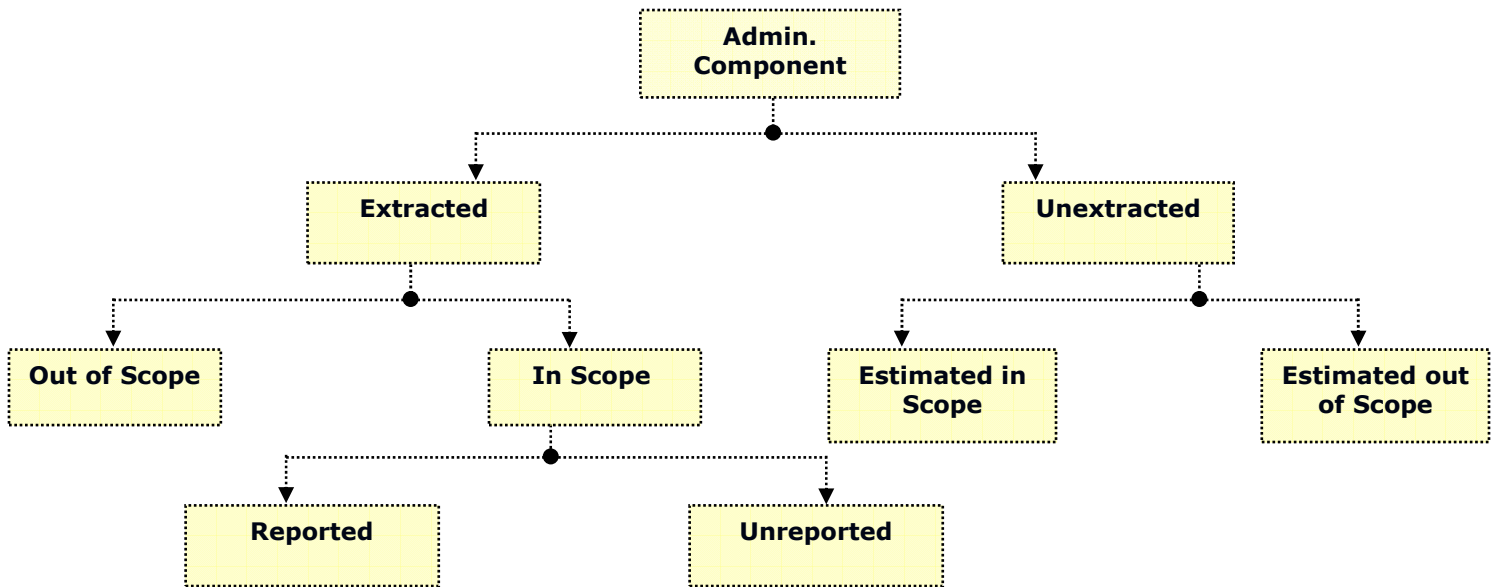 Admin.
Component
Extracted
Unextracted
Out of Scope
In Scope
Estimated in
Scope
Estimated out
of Scope
Reported
Unreported